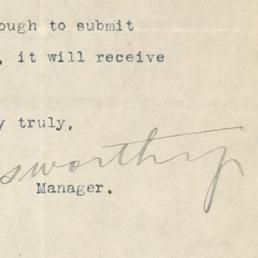 ough to submit
, it will receive
y truly,
sworthy
Manager.